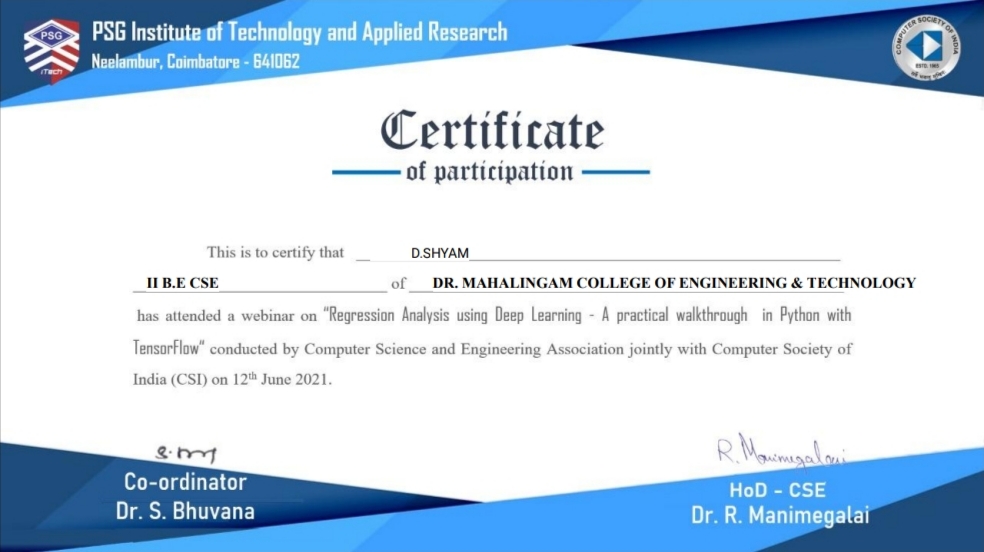 PSG
iTech
PSG Institute of Technology and Applied Research
Neelambur, Coimbatore - 641062
COMPUTER SOCIETY OF INDIA
ESTD. 1965
Certificate
of participation
This is to certify that __ D.SHYAM
II B.E CSE of DR. MAHALINGAM COLLEGE OF ENGINEERING & TECHNOLOGY
has attended a webinar on "Regression Analysis using Deep Learning - A practical walkthrough in Python with
TensorFlow" conducted by Computer Science and Engineering Association jointly with Computer Society of
India (CSI) on 12th June 2021.
R. Manimegalai
Co-ordinator
Dr. S. Bhuvana
HoD - CSE
Dr. R. Manimegalai